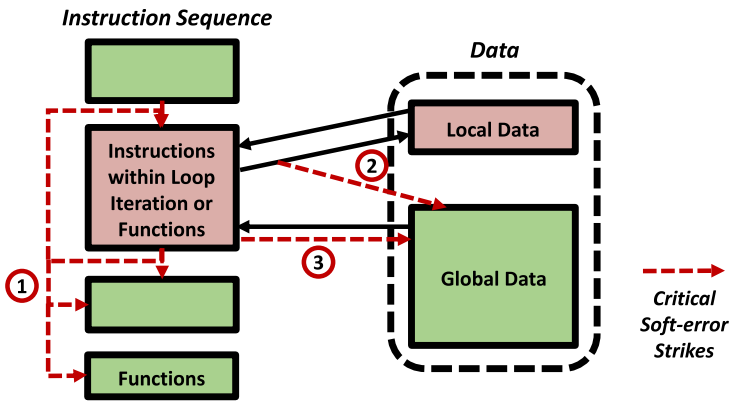 Instruction Sequence
Data
Instructions
within Loop
Iteration or
Functions
Local Data
2
3
1
Global Data
Critical
Soft-error
Strikes
Functions